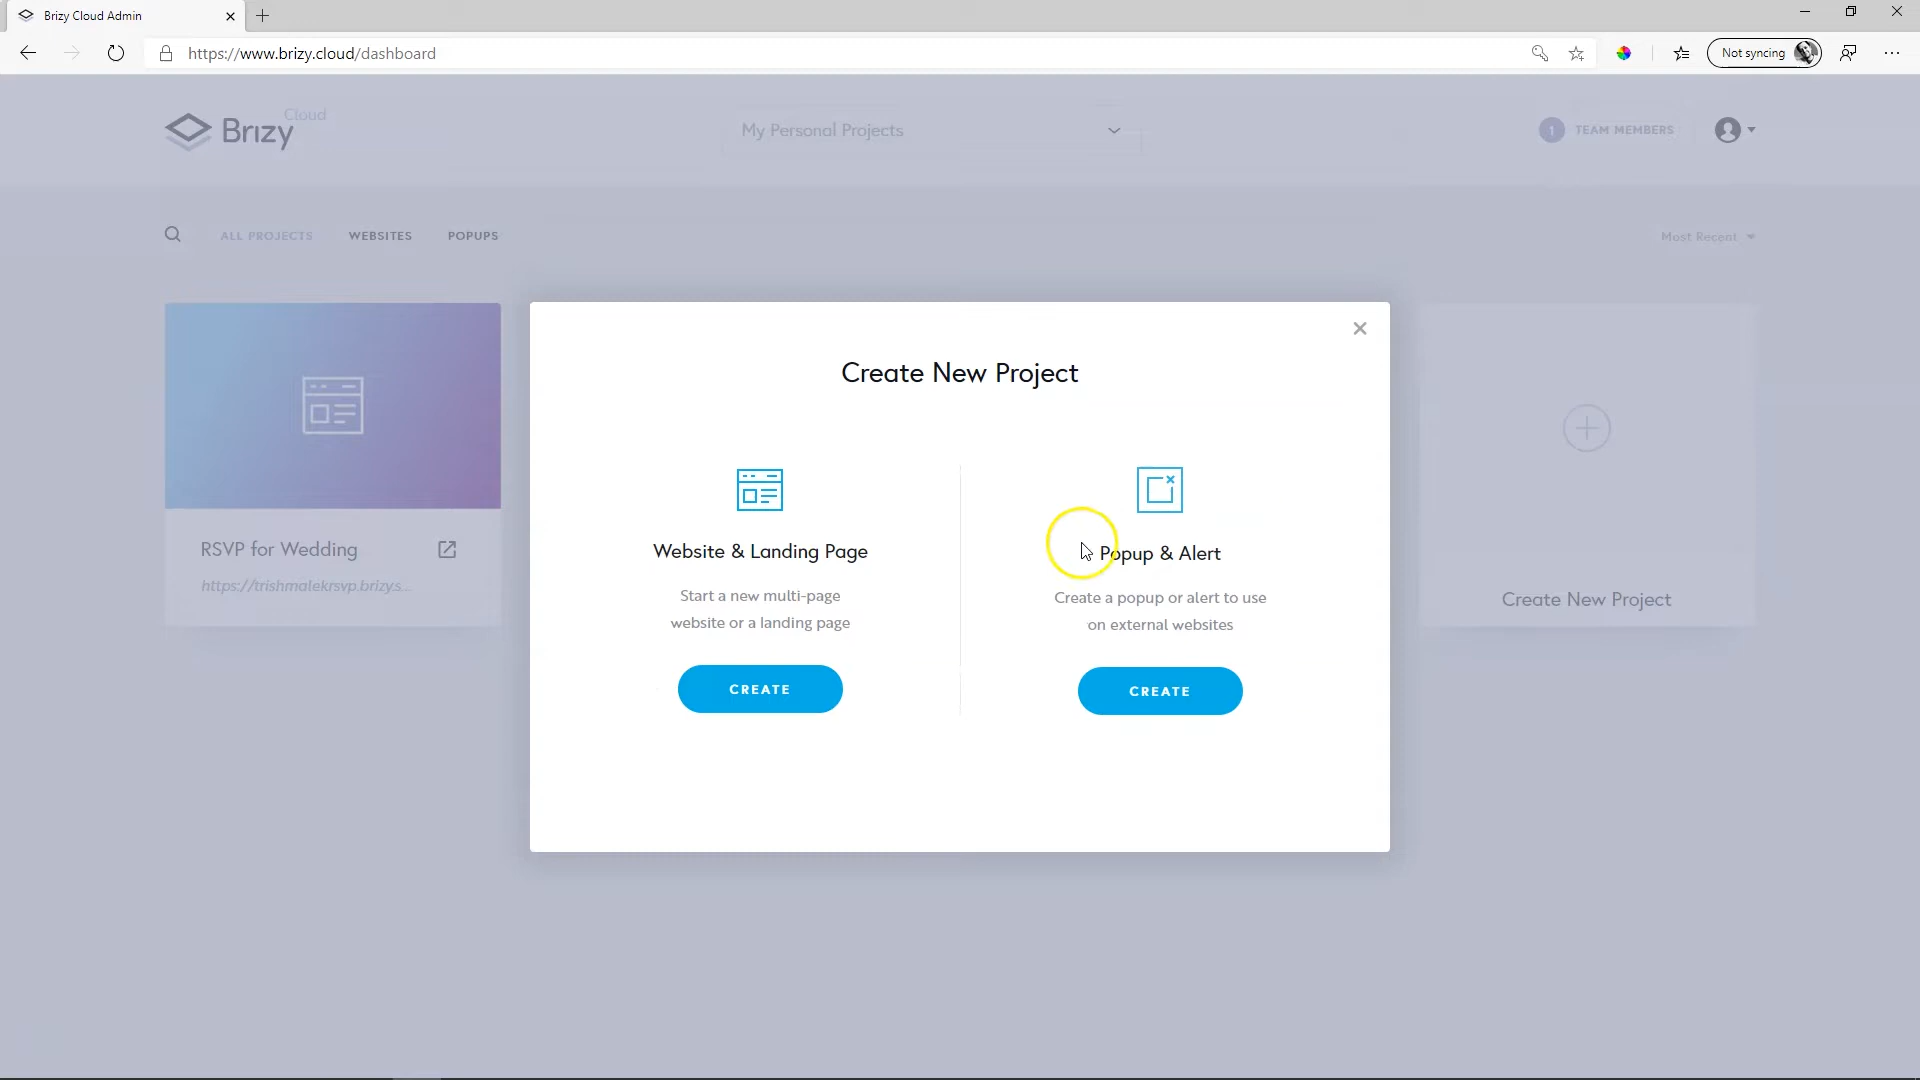 Brizy Cloud Admin
https://www.brizy.cloud/dashboard
Not syncing
Brizy Cloud
My Personal Projects
1 TEAM MEMBERS
ALL PROJECTS
WEBSITES
POPUPS
Most Recent
Create New Project
Website & Landing Page
Start a new multi-page
website or a landing page
CREATE
Popup & Alert
Create a popup or alert to use
on external websites
CREATE
RSVP for Wedding
https://trishmalekrsvp.brizy.s...
Create New Project